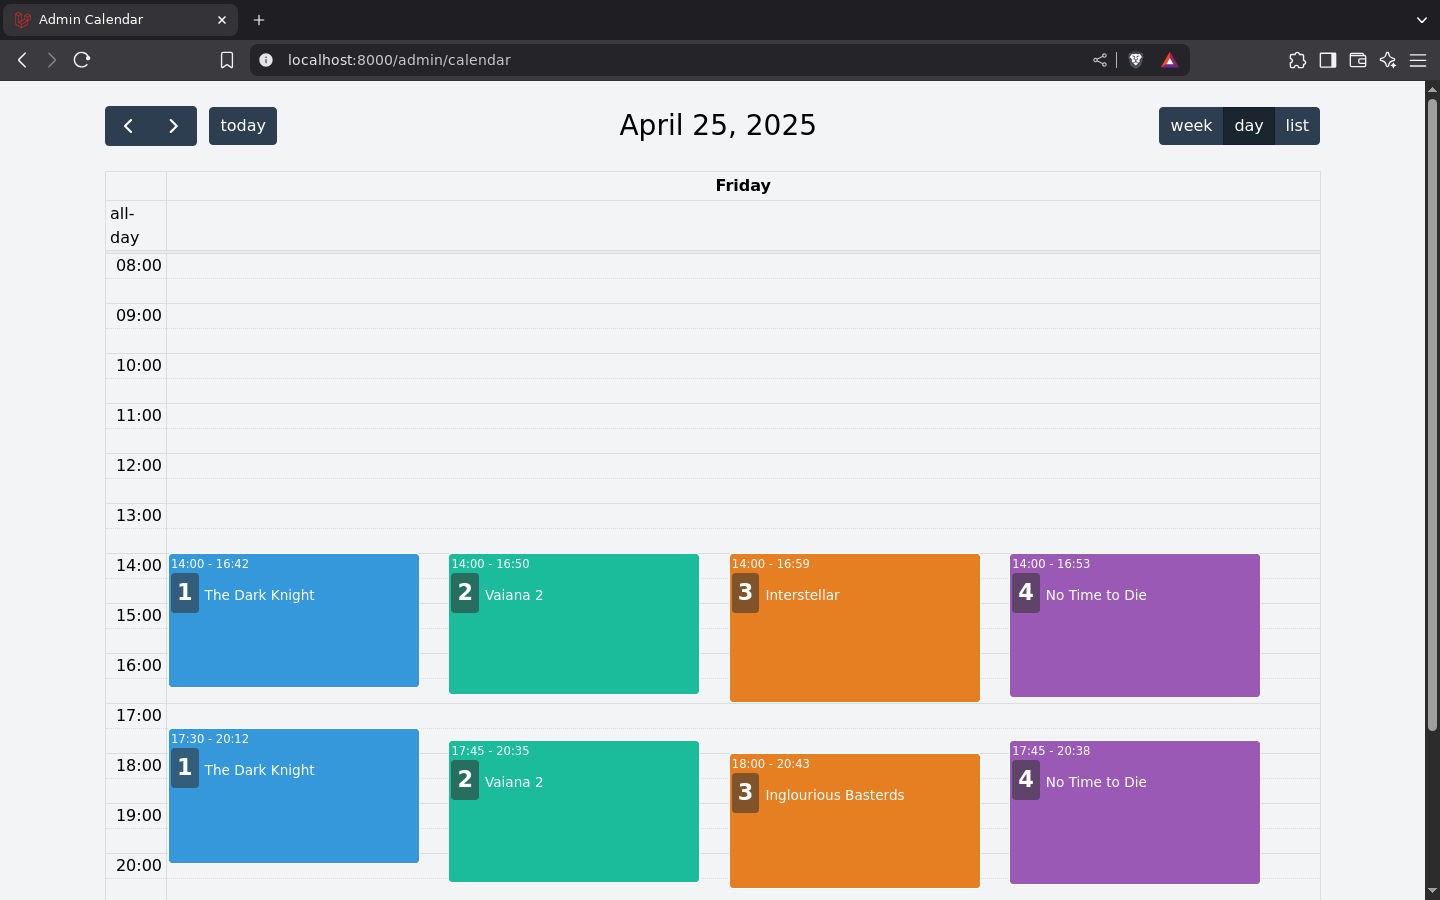 Admin Calendar
localhost:8000/admin/calendar
today
April 25, 2025
week day list
Friday
all-
day
08:00
09:00
10:00
11:00
12:00
13:00
14:00
15:00
16:00
17:00
18:00
19:00
20:00
14:00 - 16:42
1 The Dark Knight
14:00 - 16:50
2 Vaiana 2
14:00 - 16:59
3 Interstellar
14:00 - 16:53
4 No Time to Die
17:30 - 20:12
1 The Dark Knight
17:45 - 20:35
2 Vaiana 2
18:00 - 20:43
3 Inglourious Basterds
17:45 - 20:38
4 No Time to Die